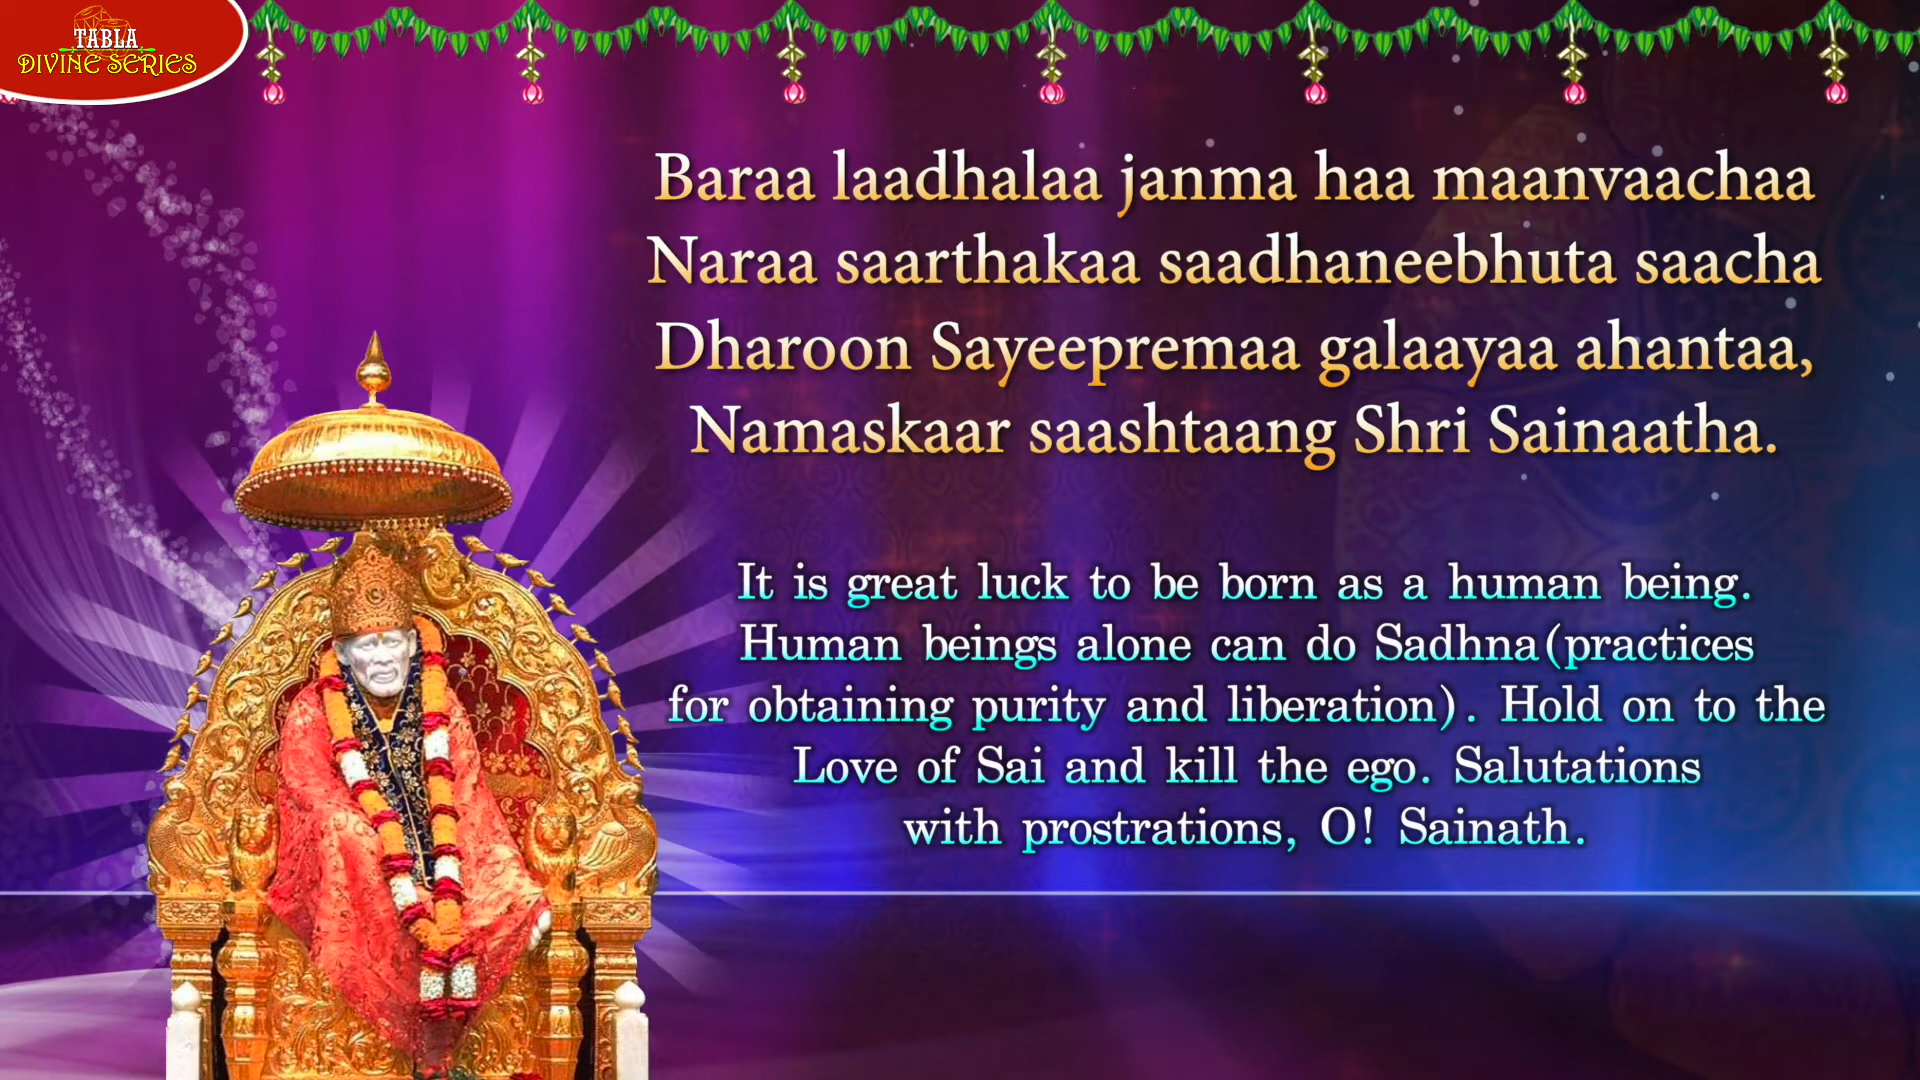 TABLA
DIVINE SERIES
Baraa laadhalaa janma haa maanvaachaa
Naraa saarthakaa saadhaneebhuta saacha
Dharoon Sayeepremaa galaayaa ahantaa,
Namaskaar saashtaang Shri Sainaatha.
It is great luck to be born as a human being.
Human beings alone can do Sadhna(practices
for obtaining purity and liberation). Hold on to the
Love of Sai and kill the ego. Salutations
with prostrations, O! Sainath.